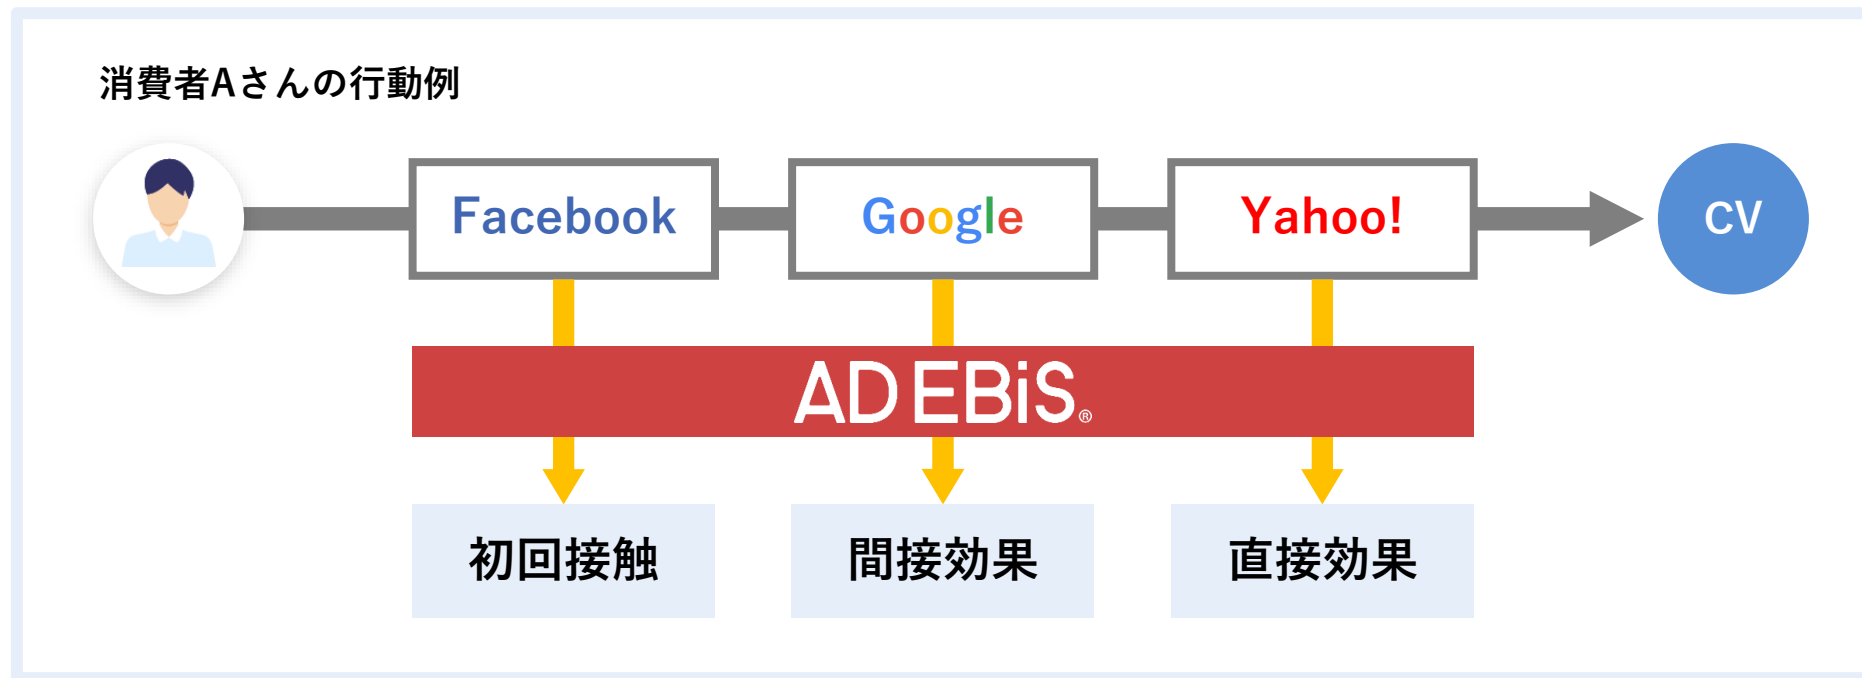 消費者Aさんの行動例
Facebook
Google
Yahoo!
CV
AD EBiS®
初回接触
間接効果
直接効果